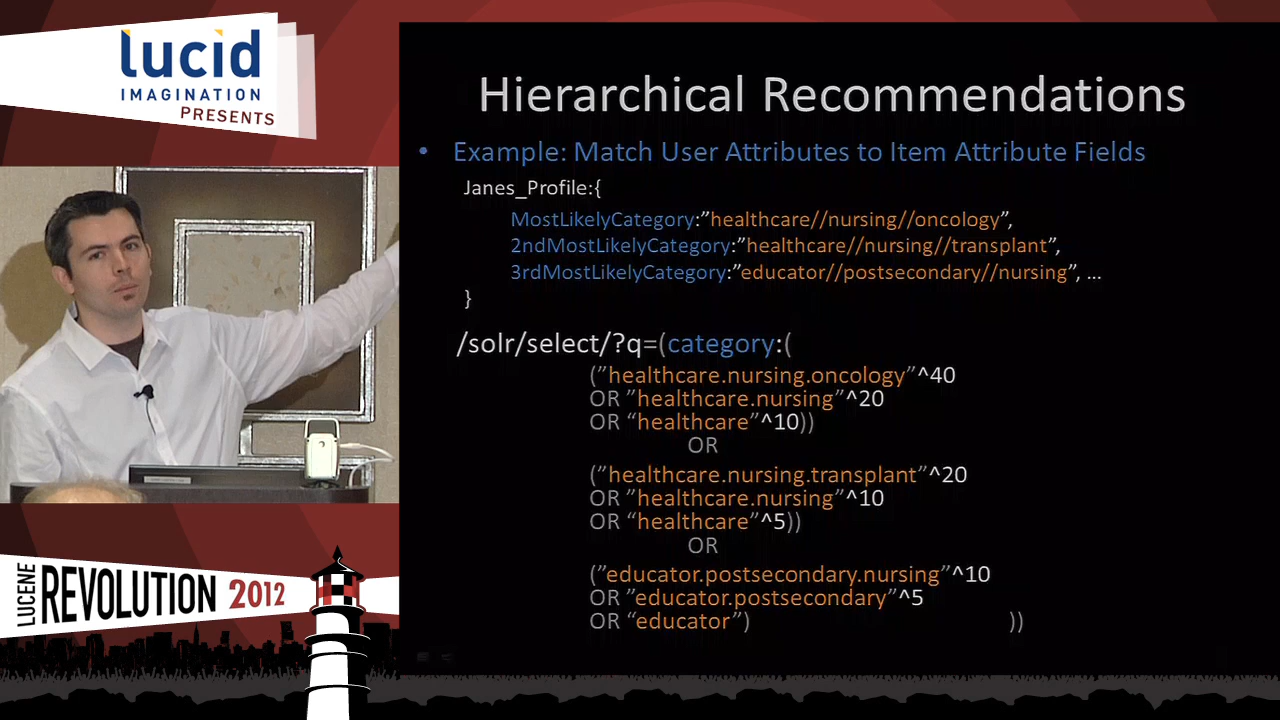 lucid
IMAGINATION
PRESENTS
Hierarchical Recommendations
• Example: Match User Attributes to Item Attribute Fields
Janes_Profile:{
MostLikelyCategory:”healthcare//nursing//oncology”,
2ndMostLikelyCategory:”healthcare//nursing//transplant”,
3rdMostLikelyCategory:”educator//postsecondary//nursing”, ...
}
/solr/select/?q=(category:(
(”healthcare.nursing.oncology”^40
OR ”healthcare.nursing”^20
OR “healthcare”^10))
OR
(”healthcare.nursing.transplant”^20
OR ”healthcare.nursing”^10
OR “healthcare”^5))
OR
(”educator.postsecondary.nursing”^10
OR ”educator.postsecondary”^5
OR “educator”) ))
LUCENE
REVOLUTION 2012